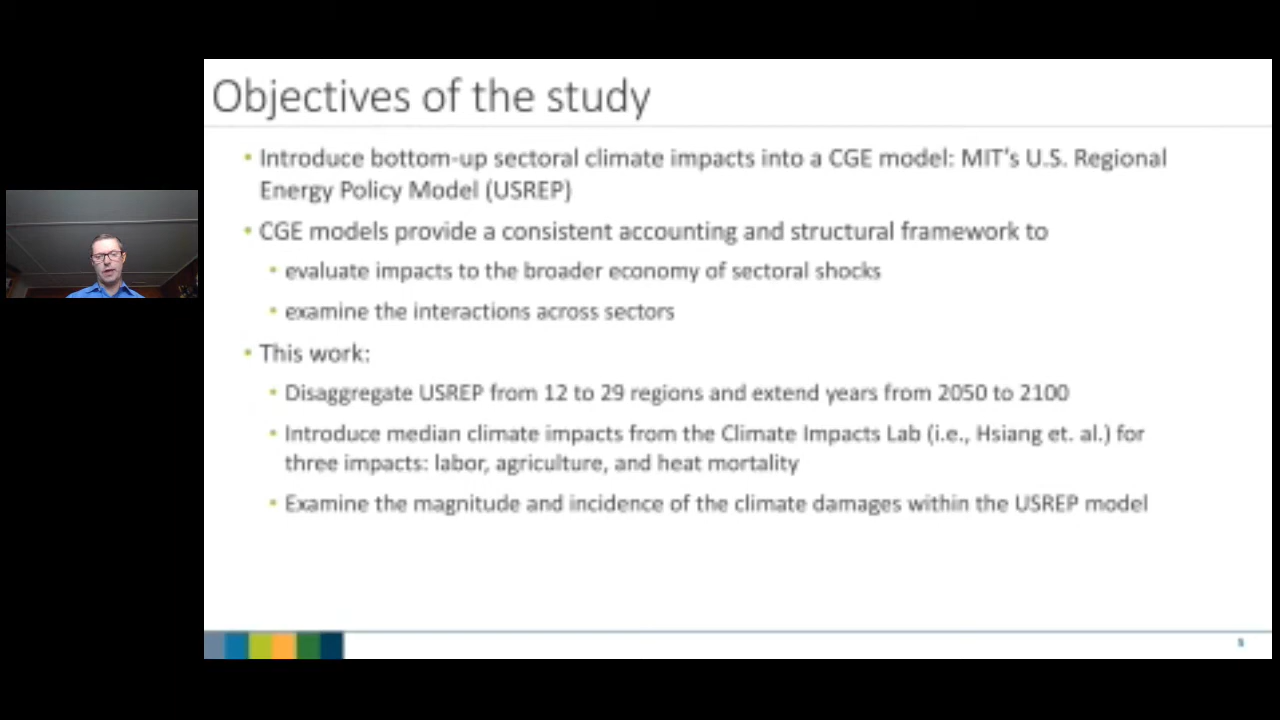 Objectives of the study
• Introduce bottom-up sectoral climate impacts into a CGE model: MIT's U.S. Regional
Energy Policy Model (USREP)
• CGE models provide a consistent accounting and structural framework to
• evaluate impacts to the broader economy of sectoral shocks
• examine the interactions across sectors
• This work:
• Disaggregate USREP from 12 to 29 regions and extend years from 2050 to 2100
• Introduce median climate impacts from the Climate Impacts Lab (i.e., Hsiang et. al.) for
three impacts: labor, agriculture, and heat mortality
• Examine the magnitude and incidence of the climate damages within the USREP model